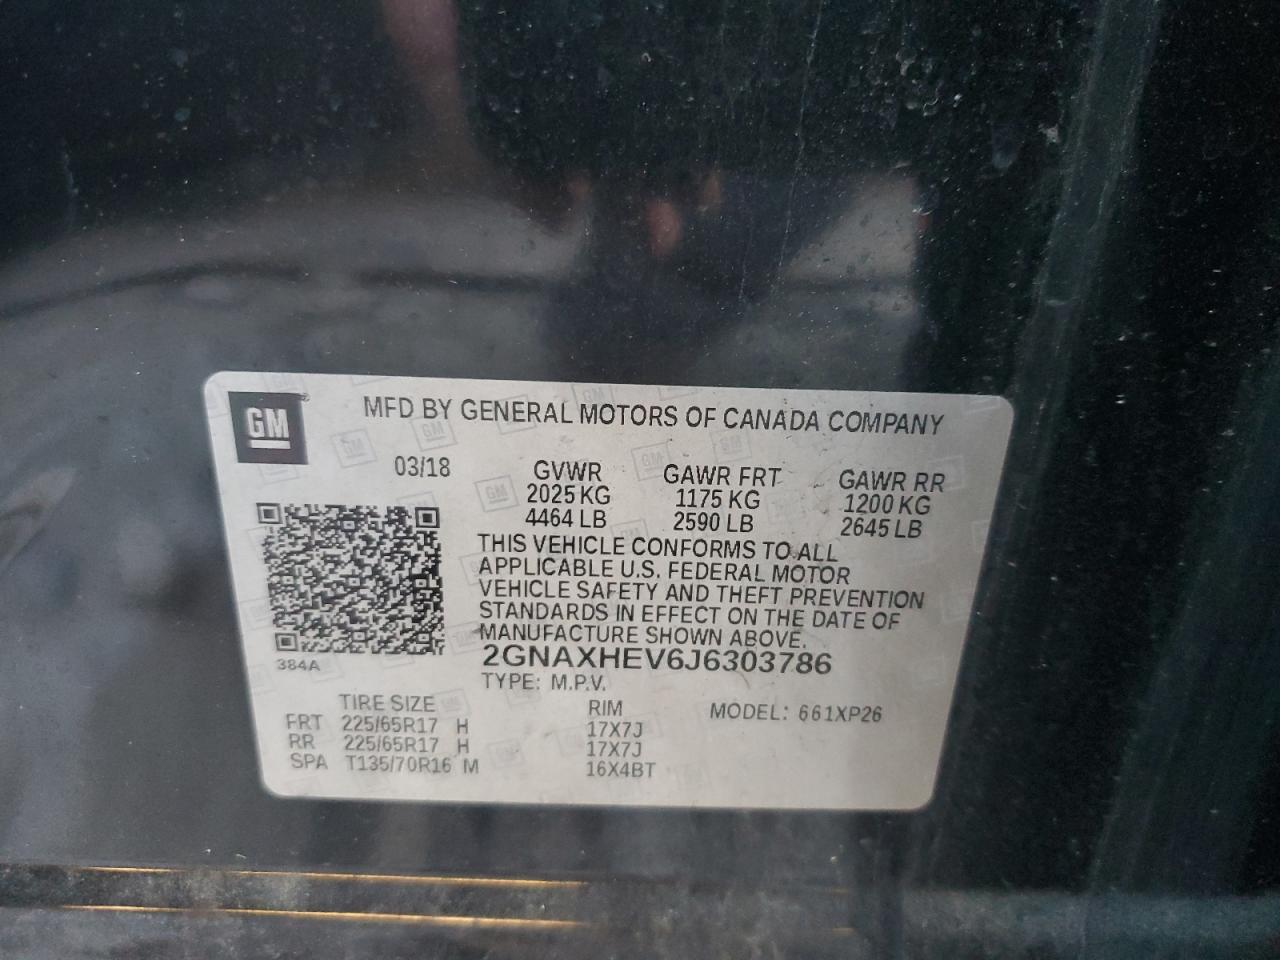 GM
MFD BY GENERAL MOTORS OF CANADA COMPANY
03/18 GVWR GAWR FRT GAWR RR
2025 KG 1175 KG 1200 KG
4464 LB 2590 LB 2645 LB
THIS VEHICLE CONFORMS TO ALL
APPLICABLE U.S. FEDERAL MOTOR
VEHICLE SAFETY AND THEFT PREVENTION
STANDARDS IN EFFECT ON THE DATE OF
MANUFACTURE SHOWN ABOVE.
384A 2GNAXHEV6J6303786
TYPE: M.P.V.
TIRE SIZE RIM MODEL: 661XP26
FRT 225/65R17 H 17X7J
RR 225/65R17 H 17X7J
SPA T135/70R16 M 16X4BT